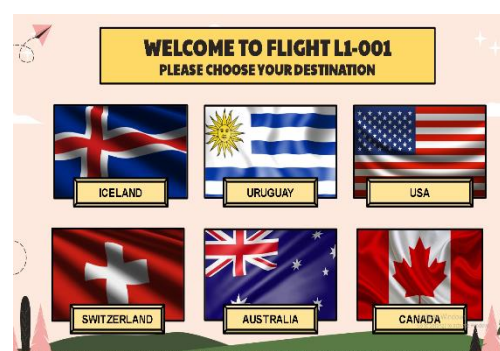 WELCOME TO FLIGHT L1-001
PLEASE CHOOSE YOUR DESTINATION
ICELAND
URUGUAY
USA
SWITZERLAND
AUSTRALIA
CANADA